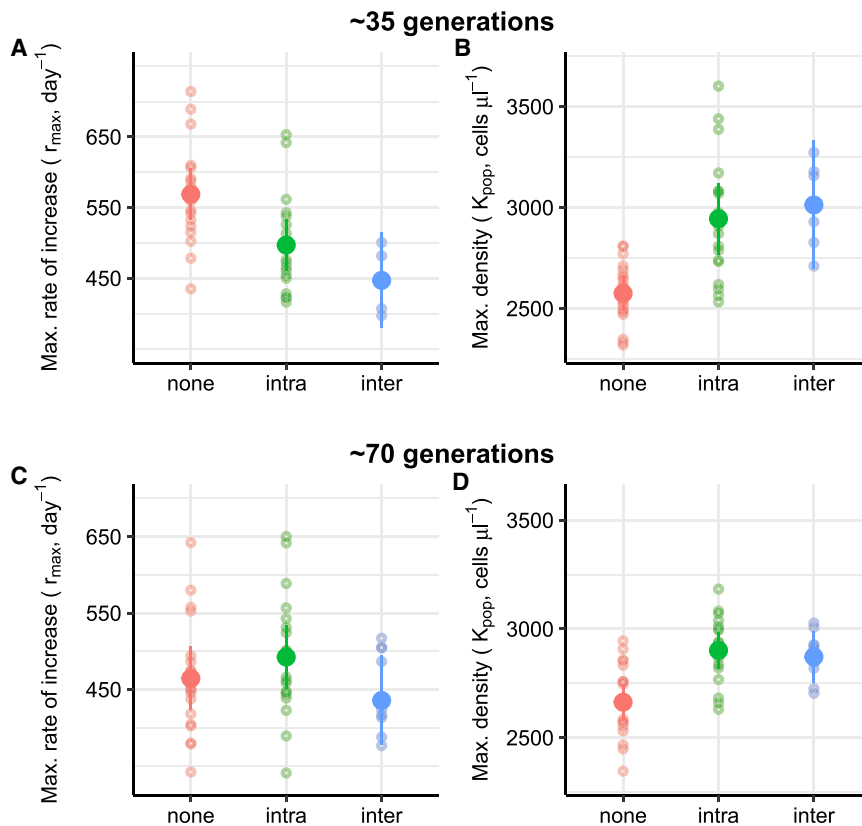 ~35 generations
A
Max. rate of increase ( rmax, day−1)
650
550
450
none intra inter
B
Max. density ( Kpop, cells μl−1)
3500
3000
2500
none intra inter
~70 generations
C
Max. rate of increase ( rmax, day−1)
650
550
450
none intra inter
D
Max. density ( Kpop, cells μl−1)
3500
3000
2500
none intra inter